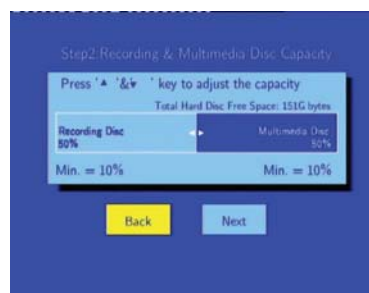 Step2:Recording & Multimedia Disc Capacity
Press '▲ '&'▼ ' key to adjust the capacity
Total Hard Disc Free Space: 151G bytes
Recording Disc
50%
Multimedia Disc
50%
Min. = 10%
Min. = 10%
Back
Next